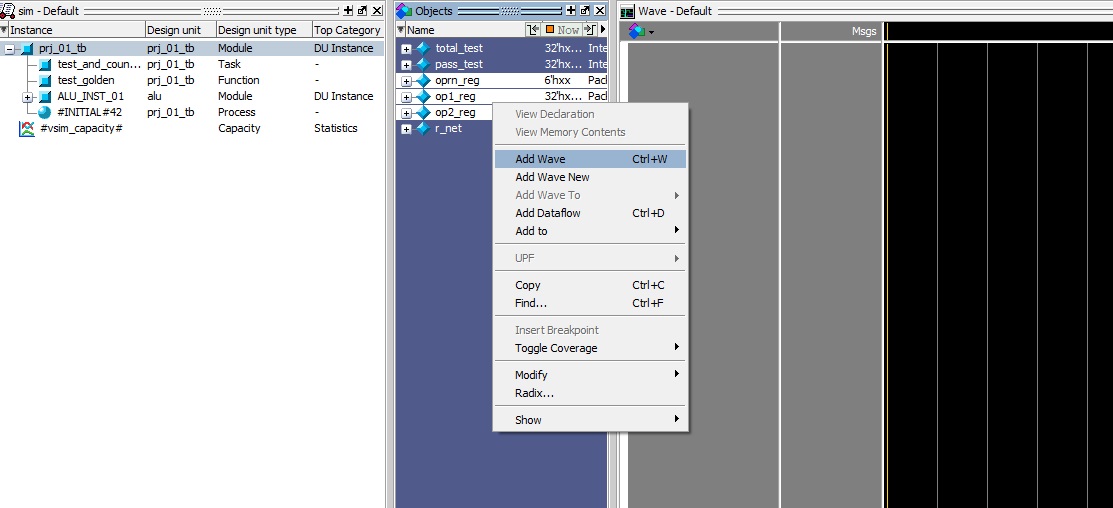 sim - Default
Instance Design unit Design unit type Top Category
prj_01_tb prj_01_tb Module DU Instance
test_and_coun... prj_01_tb Task -
test_golden prj_01_tb Function -
ALU_INST_01 alu Module DU Instance
#INITIAL#42 prj_01_tb Process -
#vsim_capacity# Capacity Statistics
Objects
Name Now
total_test 32'hx... Inte
pass_test 32'hx... Inte
oprn_reg 6'hxx Pacl
op1_reg 32'hx... Pacl
op2_reg
r_net
View Declaration
View Memory Contents
Add Wave Ctrl+W
Add Wave New
Add Wave To
Add Dataflow Ctrl+D
Add to
UPF
Copy Ctrl+C
Find... Ctrl+F
Insert Breakpoint
Toggle Coverage
Modify
Radix...
Show
Wave - Default
Msgs